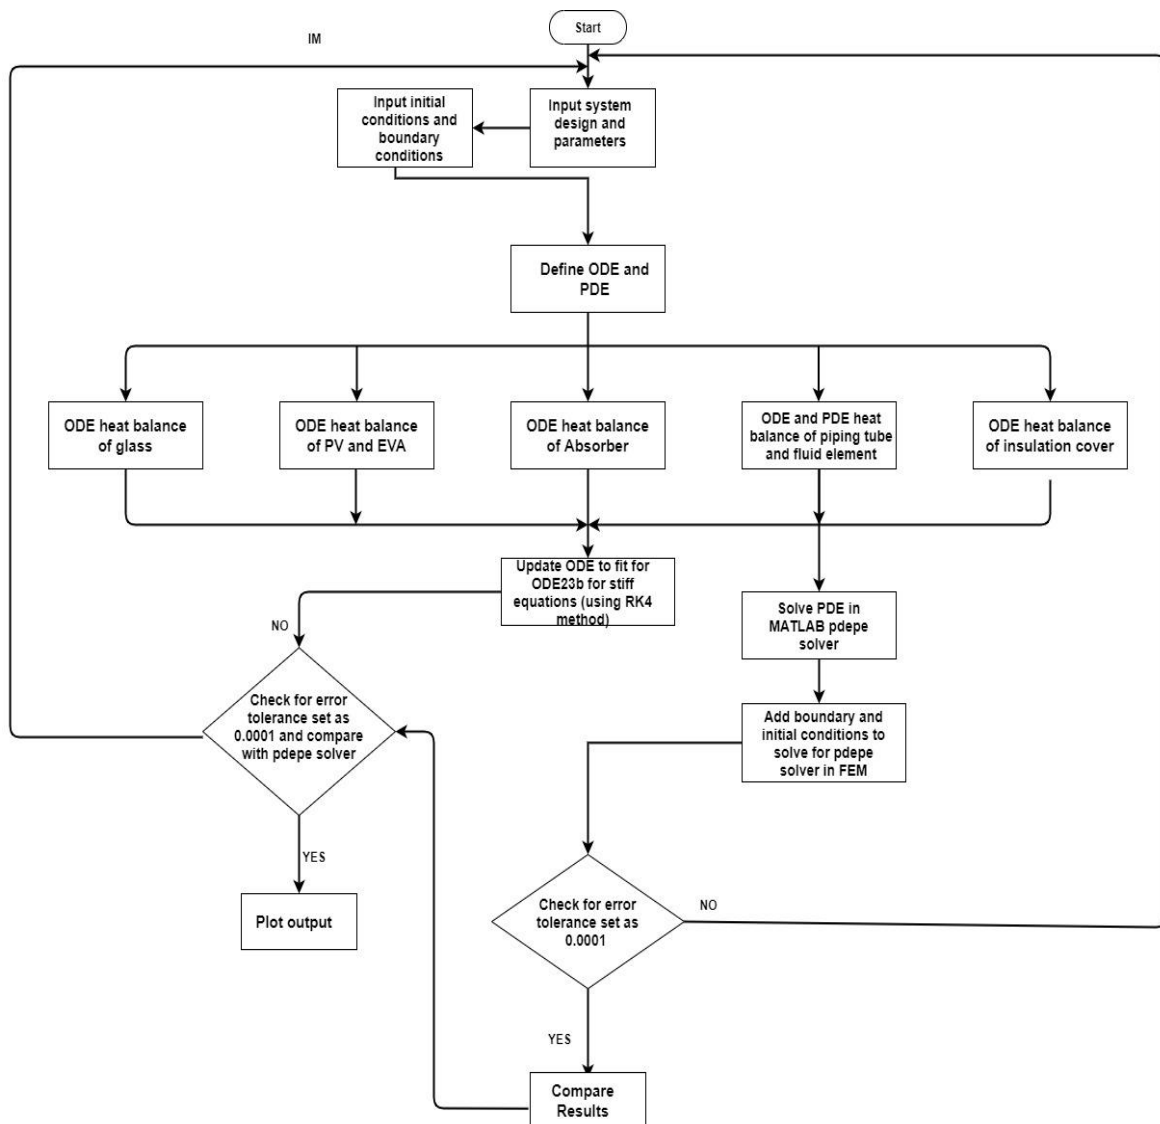 Start
IM
Input initial
conditions and
boundary
conditions
Input system
design and
parameters
Define ODE and
PDE
ODE heat balance
of glass
ODE heat balance
of PV and EVA
ODE heat balance
of Absorber
ODE and PDE heat
balance of piping tube
and fluid element
ODE heat balance
of insulation cover
Update ODE to fit for
ODE23b for stiff
equations (using RK4
method)
Solve PDE in
MATLAB pdepe
solver
NO
Check for error
tolerance set as
0.0001 and compare
with pdepe solver
Add boundary and
initial conditions to
solve for pdepe
solver in FEM
YES
Plot output
Check for error
tolerance set as
0.0001
NO
YES
Compare
Results